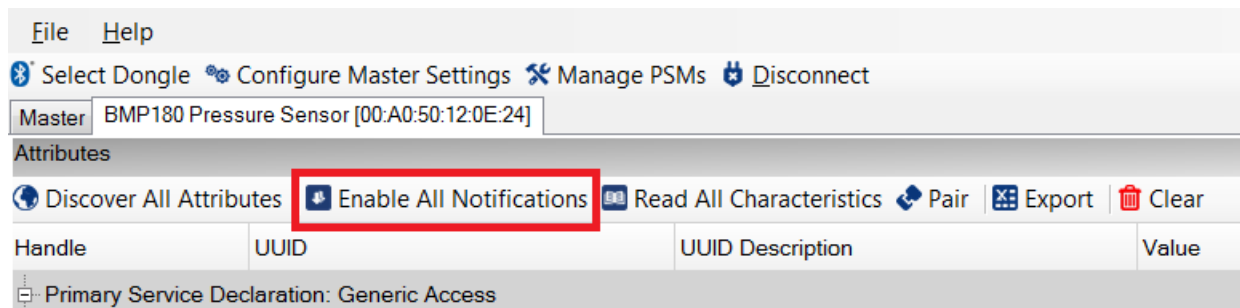 File Help
Select Dongle Configure Master Settings Manage PSMs Disconnect
Master BMP180 Pressure Sensor [00:A0:50:12:0E:24]
Attributes
Discover All Attributes Enable All Notifications Read All Characteristics Pair Export Clear
Handle UUID UUID Description Value
Primary Service Declaration: Generic Access